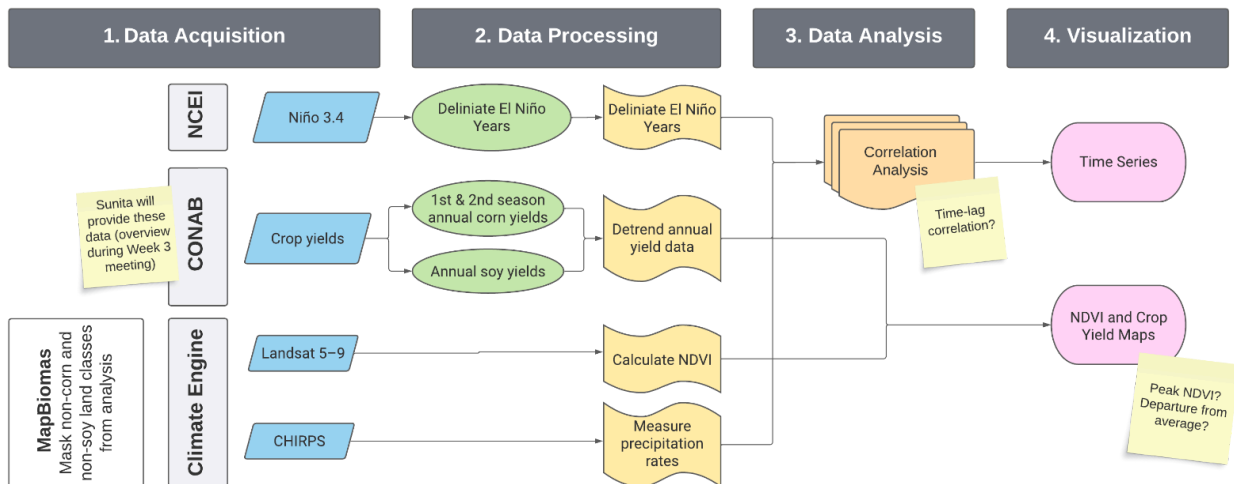 1. Data Acquisition
2. Data Processing
3. Data Analysis
4. Visualization
NCEI
Niño 3.4
Deliniate El Niño
Years
Deliniate El Niño
Years
Correlation
Analysis
Time Series
Time-lag
correlation?
Sunita will
provide these
data (overview
during Week 3
meeting)
CONAB
Crop yields
1st & 2nd season
annual corn yields
Annual soy yields
Detrend annual
yield data
NDVI and Crop
Yield Maps
Peak NDVI?
Departure from
average?
MapBiomas
Mask non-corn and
non-soy land classes
from analysis
Climate Engine
Landsat 5–9
Calculate NDVI
CHIRPS
Measure
precipitation
rates